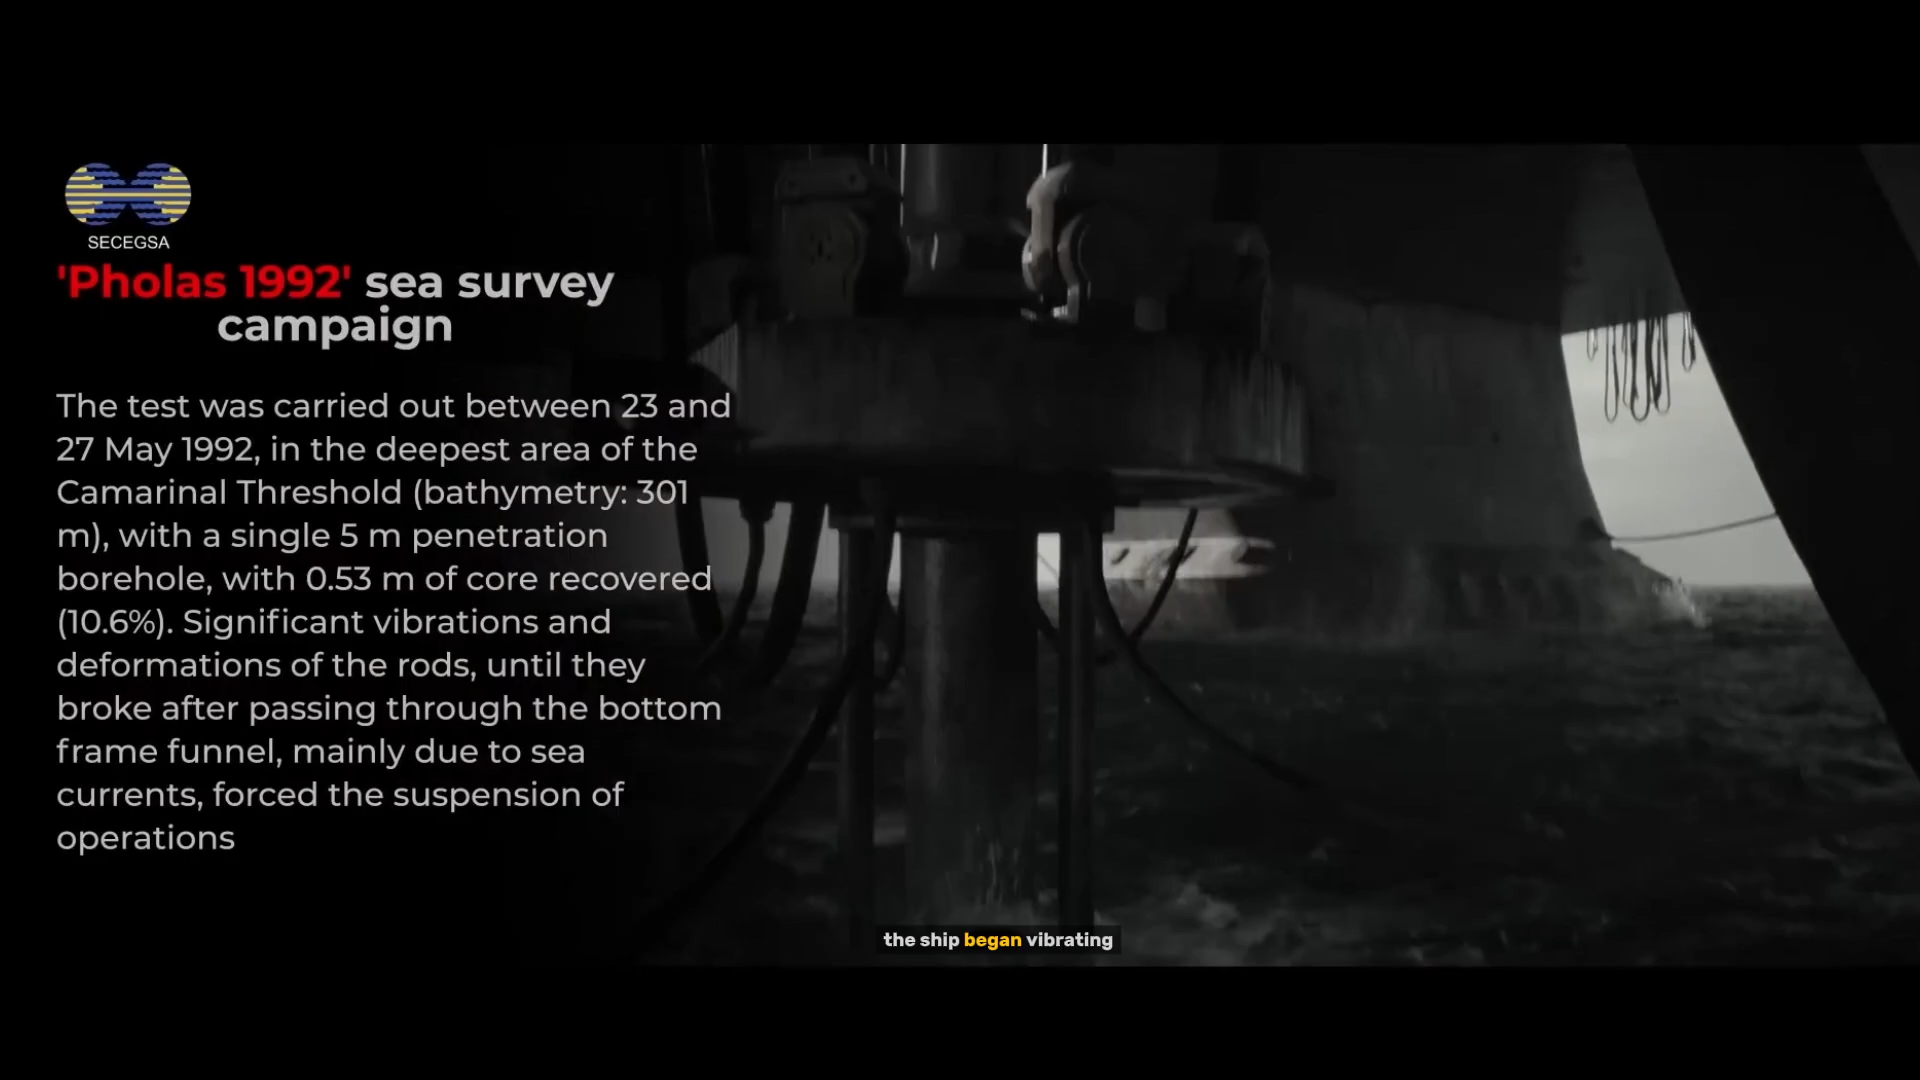 SECEGSA
'Pholas 1992' sea survey
campaign
The test was carried out between 23 and
27 May 1992, in the deepest area of the
Camarinal Threshold (bathymetry: 301
m), with a single 5 m penetration
borehole, with 0.53 m of core recovered
(10.6%). Significant vibrations and
deformations of the rods, until they
broke after passing through the bottom
frame funnel, mainly due to sea
currents, forced the suspension of
operations
the ship began vibrating